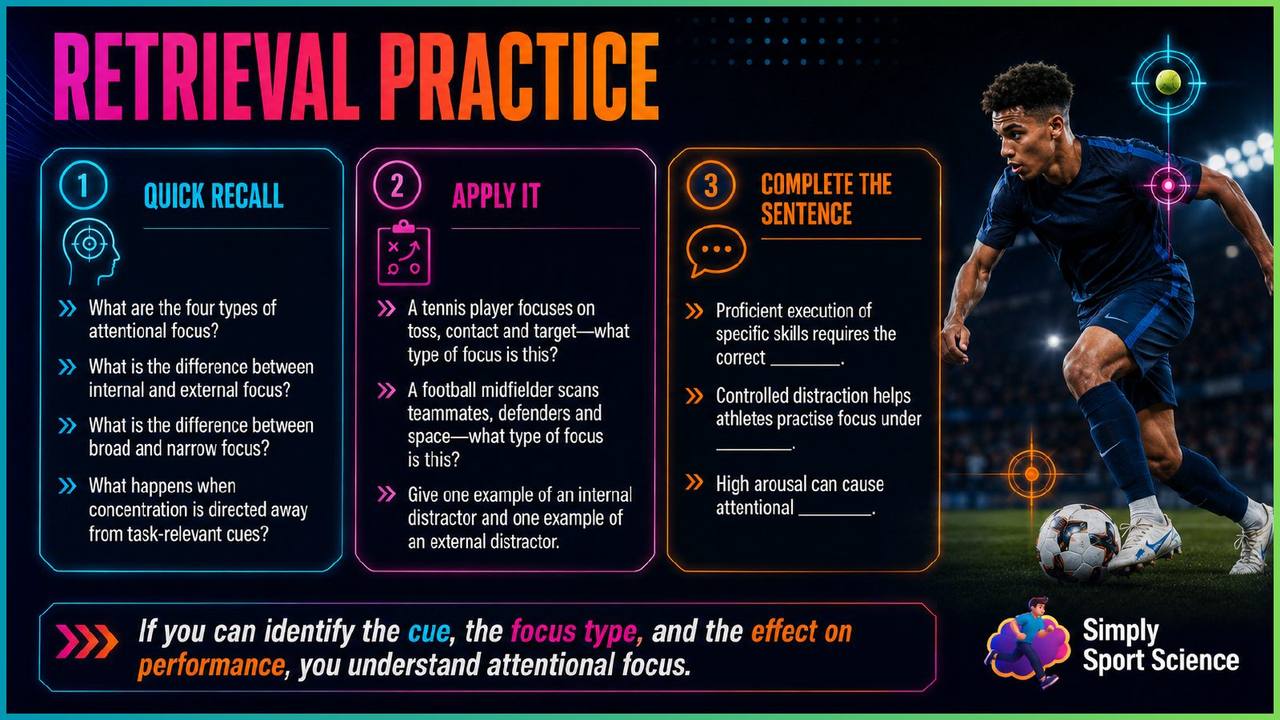 RETRIEVAL PRACTICE
1
QUICK RECALL
What are the four types of
attentional focus?
What is the difference between
internal and external focus?
What is the difference between
broad and narrow focus?
What happens when
concentration is directed away
from task-relevant cues?
2
APPLY IT
A tennis player focuses on
toss, contact and target—what
type of focus is this?
A football midfielder scans
teammates, defenders and
space—what type of focus
is this?
Give one example of an internal
distractor and one example of
an external distractor.
3
COMPLETE THE
SENTENCE
Proficient execution of
specific skills requires the
correct ________.
Controlled distraction helps
athletes practise focus under
________.
High arousal can cause
attentional ________.
If you can identify the cue, the focus type, and the effect on
performance, you understand attentional focus.
Simply
Sport Science